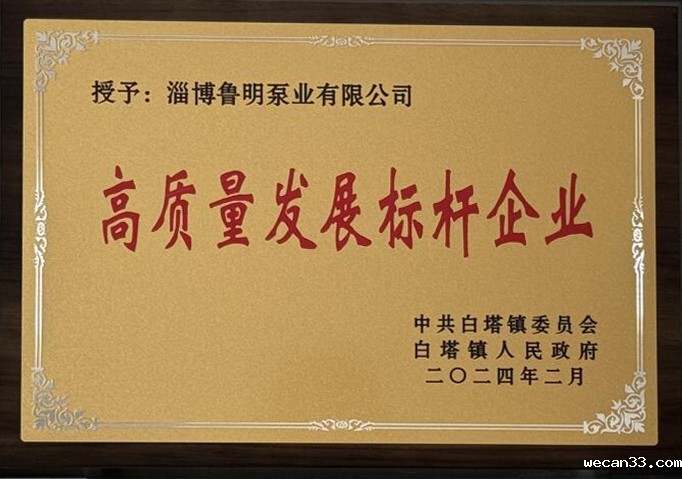 授予：淄博鲁明泵业有限公司
高质量发展标杆企业
中共白塔镇委员会
白塔镇人民政府
二〇二四年二月
wecan33.com